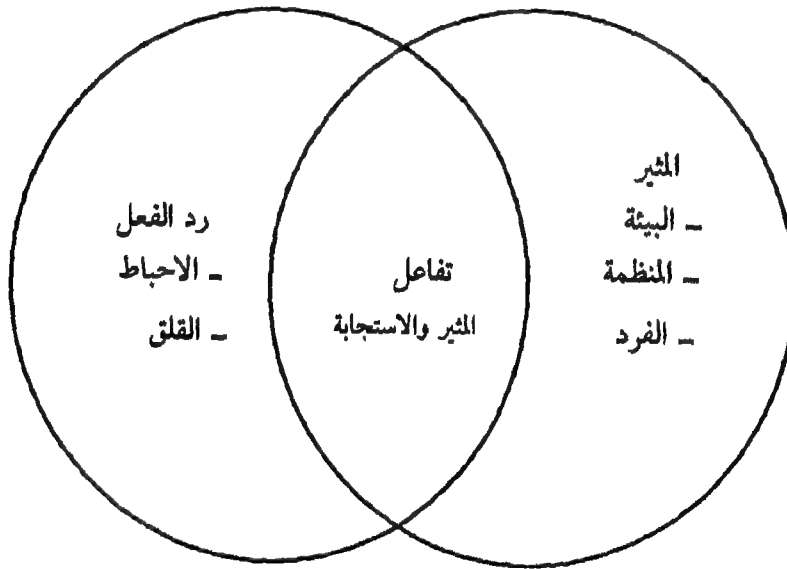 المثير
- البيئة
- المنظمة
- الفرد
تفاعل
المثير والاستجابة
رد الفعل
- الاحباط
- القلق